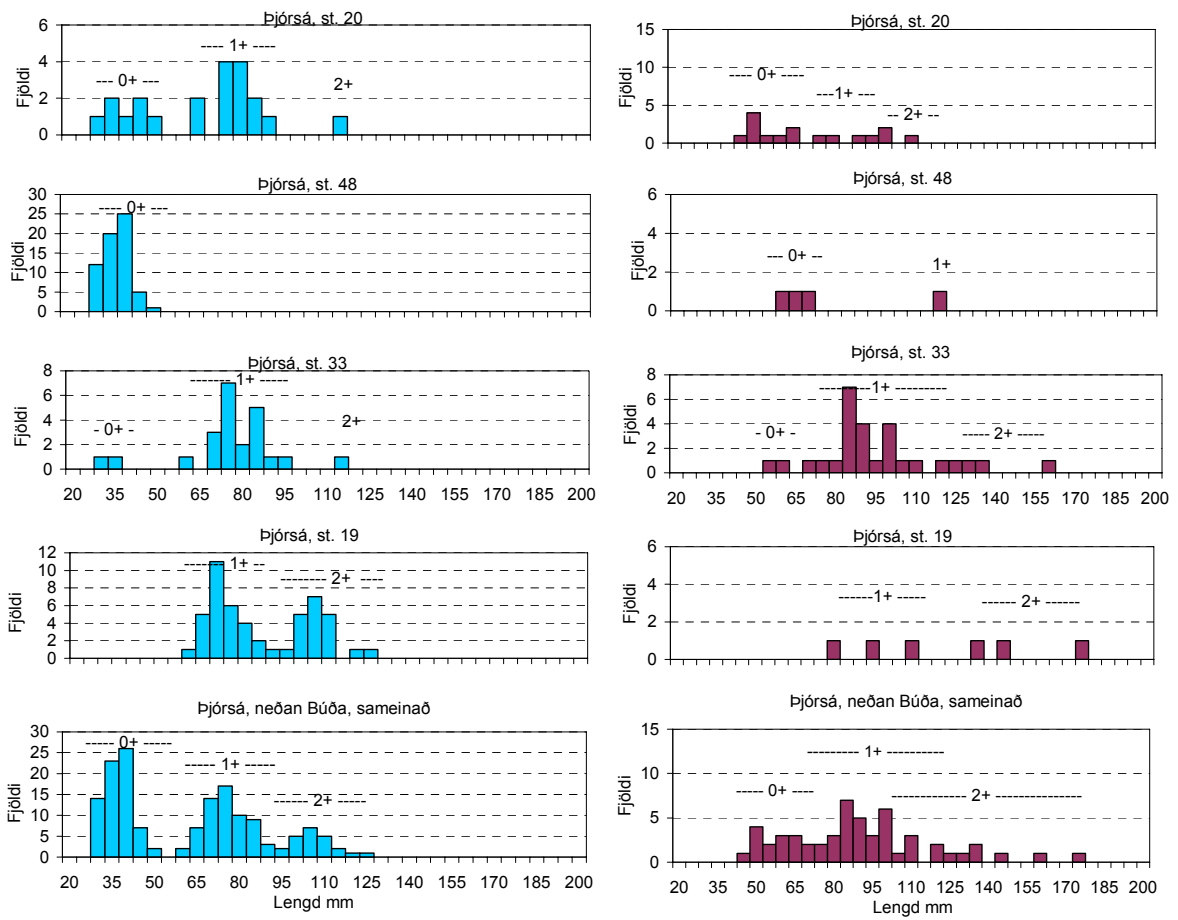 Þjórsá, st. 20
6
4
2
0
Fjöldi
--- 0+ ---
---- 1+ ----
2+
Þjórsá, st. 48
30
25
20
15
10
5
0
Fjöldi
---- 0+ ---
Þjórsá, st. 33
8
6
4
2
0
Fjöldi
- 0+ -
------- 1+ -----
2+
20 35 50 65 80 95 110 125 140 155 170 185 200
Þjórsá, st. 19
12
10
8
6
4
2
0
Fjöldi
------- 1+ --
-------- 2+ ----
Þjórsá, neðan Búða, sameinað
30
25
20
15
10
5
0
Fjöldi
----- 0+ -----
------ 1+ ------
------ 2+ -----
20 35 50 65 80 95 110 125 140 155 170 185 200
Lengd mm
Þjórsá, st. 20
15
10
5
0
Fjöldi
---- 0+ ----
---1+ ---
-- 2+ --
Þjórsá, st. 48
6
4
2
0
Fjöldi
--- 0+ --
1+
Þjórsá, st. 33
8
6
4
2
0
Fjöldi
-- 0+ -
--------1+ ---------
----- 2+ -----
20 35 50 65 80 95 110 125 140 155 170 185 200
Þjórsá, st. 19
6
4
2
0
Fjöldi
------1+ -----
------ 2+ ------
Þjórsá, neðan Búða, sameinað
15
10
5
0
Fjöldi
----- 0+ -----
--------- 1+ ----------
------------- 2+ ---------------
20 35 50 65 80 95 110 125 140 155 170 185 200
Lengd mm